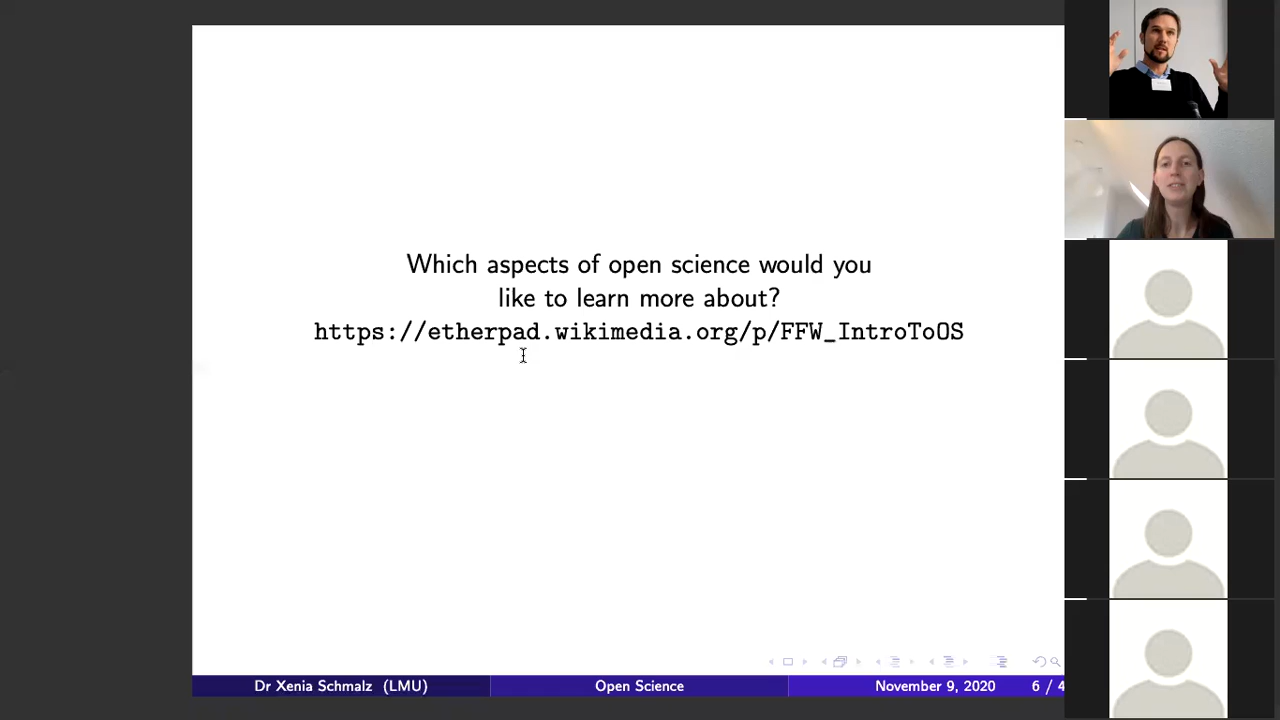 Which aspects of open science would you
like to learn more about?
https://etherpad.wikimedia.org/p/FFW_IntroToOS
Dr Xenia Schmalz (LMU) Open Science November 9, 2020 6 / 4